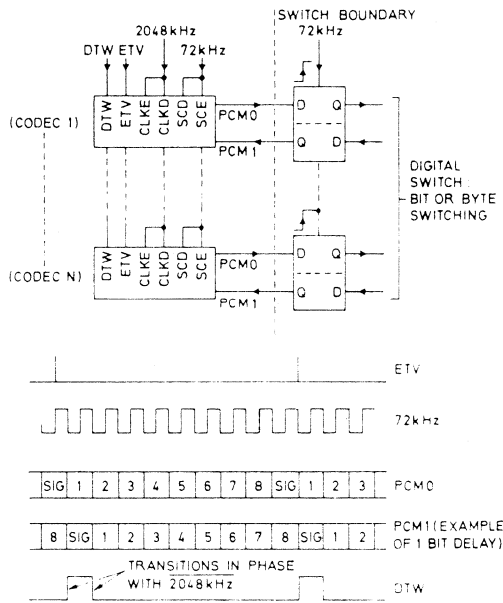 SWITCH BOUNDARY
2048kHz
72kHz
72kHz
DTW ETV
(CODEC 1)
DTW
ETV
CLKE
CLKD
SCD
SCE
PCM0
PCM1
D Q
Q D
DIGITAL
SWITCH:
BIT OR BYTE
SWITCHING
(CODEC N)
DTW
ETV
CLKE
CLKD
SCD
SCE
PCM0
PCM1
D Q
Q D
ETV
72kHz
SIG 1 2 3 4 5 6 7 8 SIG 1 2 3
PCM0
8 SIG 1 2 3 4 5 6 7 8 SIG 1 2
PCM1 (EXAMPLE
OF 1 BIT DELAY)
TRANSITIONS IN PHASE
WITH 2048kHz
DTW